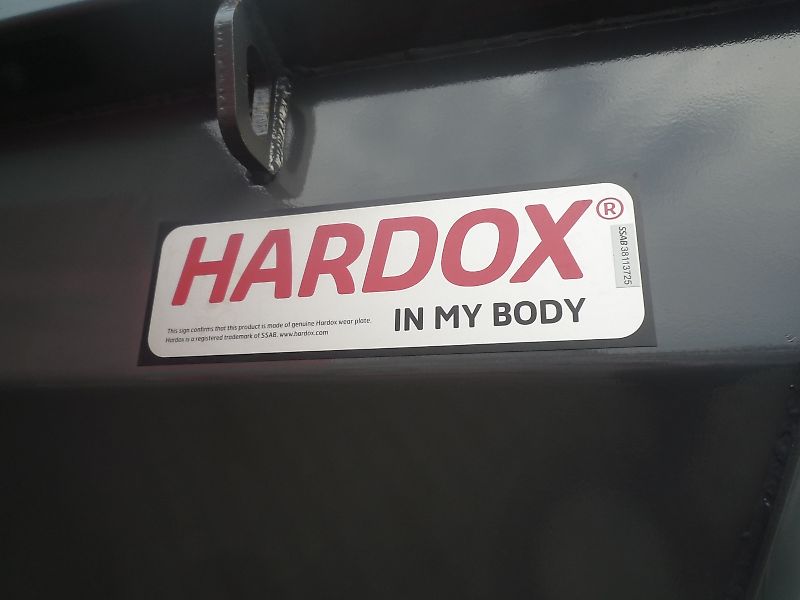 HARDOX®
SSAB 38113725
IN MY BODY
This sign confirms that this product is made of genuine Hardox wear plate.
Hardox is a registered trademark of SSAB. www.hardox.com